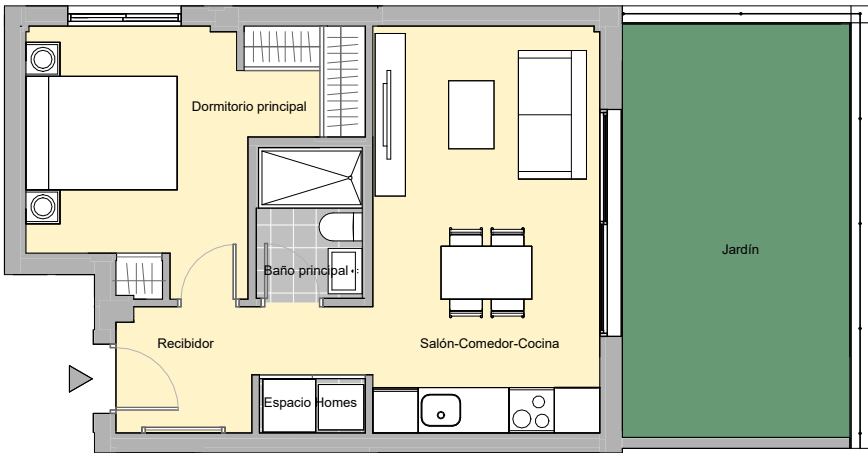 Dormitorio principal
Jardín
Baño principal
Recibidor
Salón-Comedor-Cocina
Espacio Homes